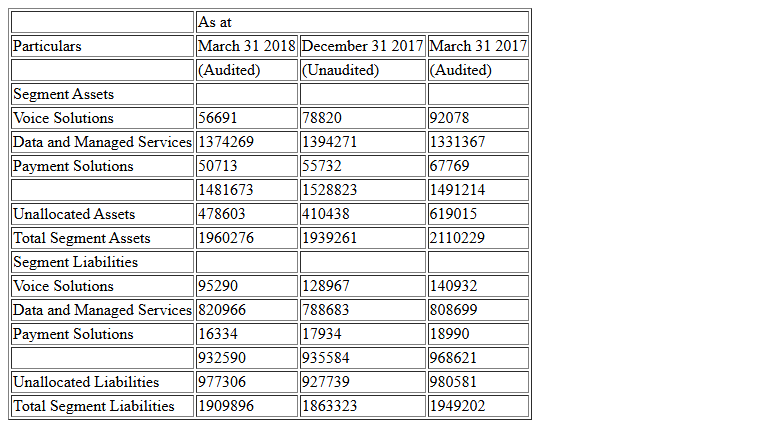 As at
Particulars March 31 2018 December 31 2017 March 31 2017
(Audited) (Unaudited) (Audited)
Segment Assets
Voice Solutions 56691 78820 92078
Data and Managed Services 1374269 1394271 1331367
Payment Solutions 50713 55732 67769
1481673 1528823 1491214
Unallocated Assets 478603 410438 619015
Total Segment Assets 1960276 1939261 2110229
Segment Liabilities
Voice Solutions 95290 128967 140932
Data and Managed Services 820966 788683 808699
Payment Solutions 16334 17934 18990
932590 935584 968621
Unallocated Liabilities 977306 927739 980581
Total Segment Liabilities 1909896 1863323 1949202